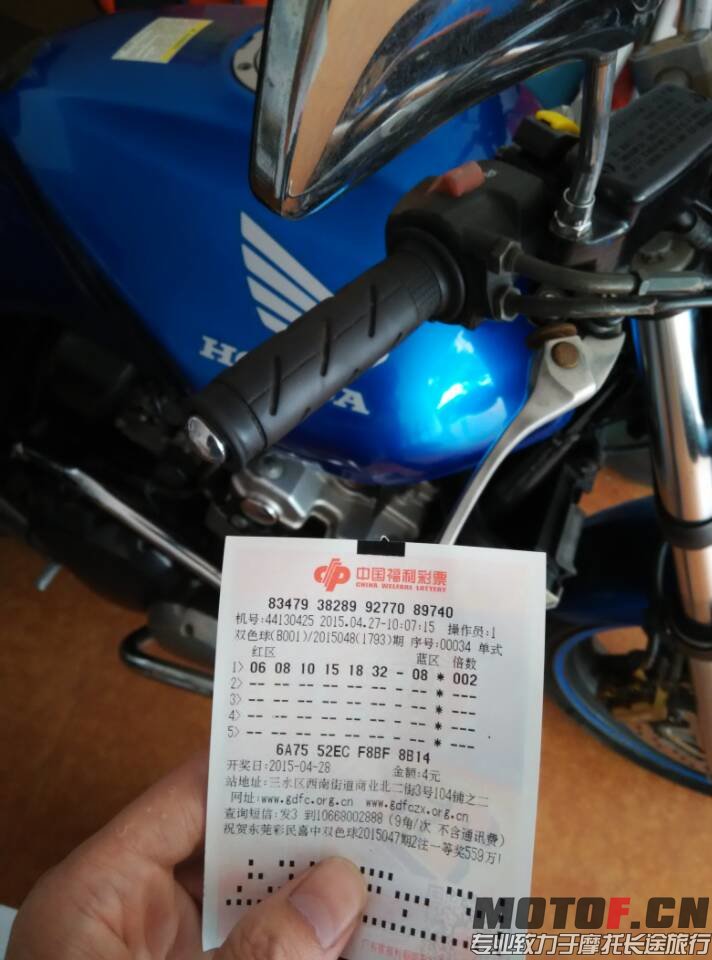 HONDA
中国福利彩票
CHINA WELFARE LOTTERY
83479 38289 92770 89740
机号:44130425 2015.04.27-10:07:15 操作员:1
双色球(B001)/2015048(1793)期 序号:00034 单式
红区 蓝区 倍数
1> 06 08 10 15 18 32 - 08 * 002
2> -- -- -- -- -- -- - -- * ---
3> -- -- -- -- -- -- - -- * ---
4> -- -- -- -- -- -- - -- * ---
5> -- -- -- -- -- -- - -- * ---
6A75 52EC F8BF 8B14
开奖日:2015-04-28 金额:4元
站地址:三水区西南街道商业北二街3号104铺之二
网址:www.gdfc.org.cn www.gdfczx.org.cn
查询短信:发3 到10668002888 (9角/次 不含通讯费)
祝贺东莞彩民喜中双色球2015047期2注一等奖559万!
MOTOF.CN
专业致力于摩托长途旅行